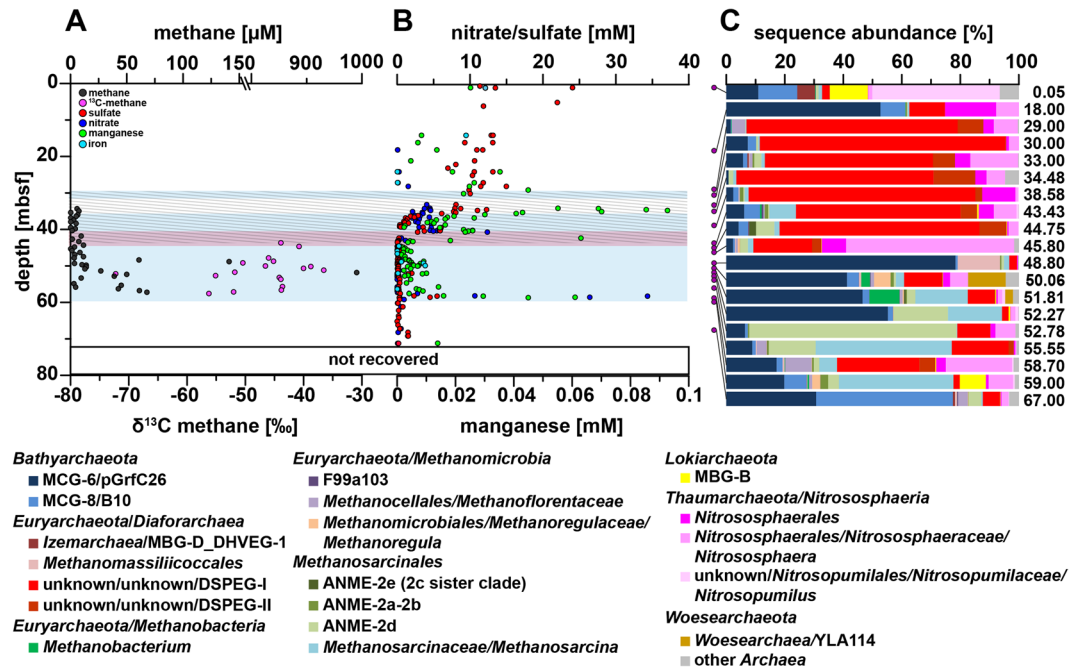 A
B
C
methane [µM]
nitrate/sulfate [mM]
sequence abundance [%]
0 50 100 150 900 1000
0 10 20 30 40 50
0 20 40 60 80 100
depth [mbsf]
0
20
40
60
80
methane
¹³C-methane
sulfate
nitrate
manganese
iron
not recovered
-80 -70 -60 -50 -40 -30
0 0.02 0.04 0.06 0.08 0.1
δ¹³C methane [‰]
manganese [mM]
0.05
18.00
29.00
30.00
33.00
34.48
38.58
43.43
44.75
45.80
48.80
50.06
51.81
52.27
52.78
55.55
58.70
59.00
67.00
Bathyarchaeota
MCG-6/pGrfC26
MCG-8/B10
Euryarchaeota/Diaforarchaea
Izemarchaea/MBG-D_DHVEG-1
Methanomassiliicoccales
unknown/unknown/DSPEG-I
unknown/unknown/DSPEG-II
Euryarchaeota/Methanobacteria
Methanobacterium
Euryarchaeota/Methanomicrobia
F99a103
Methanocellales/Methanoflorentaceae
Methanomicrobiales/Methanoregulaceae/
Methanoregula
Methanosarcinales
ANME-2e (2c sister clade)
ANME-2a-2b
ANME-2d
Methanosarcinaceae/Methanosarcina
Lokiarchaeota
MBG-B
Thaumarchaeota/Nitrososphaeria
Nitrososphaerales
Nitrososphaerales/Nitrososphaeraceae/
Nitrososphaera
unknown/Nitrosopumilales/Nitrosopumilaceae/
Nitrosopumilus
Woesearchaeota
Woesearchaeota/YLA114
other Archaea